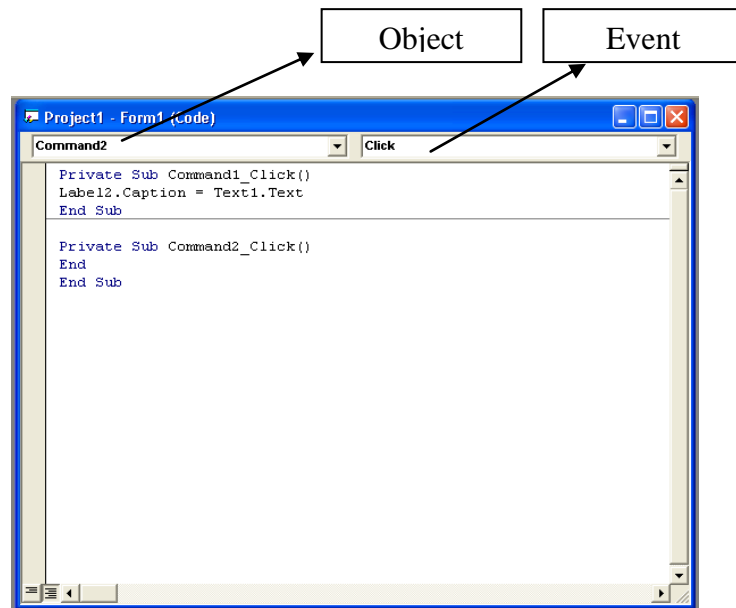 Object Event
Project1 - Form1 (Code)
Command2 Click
Private Sub Command1_Click()
Label2.Caption = Text1.Text
End Sub
Private Sub Command2_Click()
End
End Sub